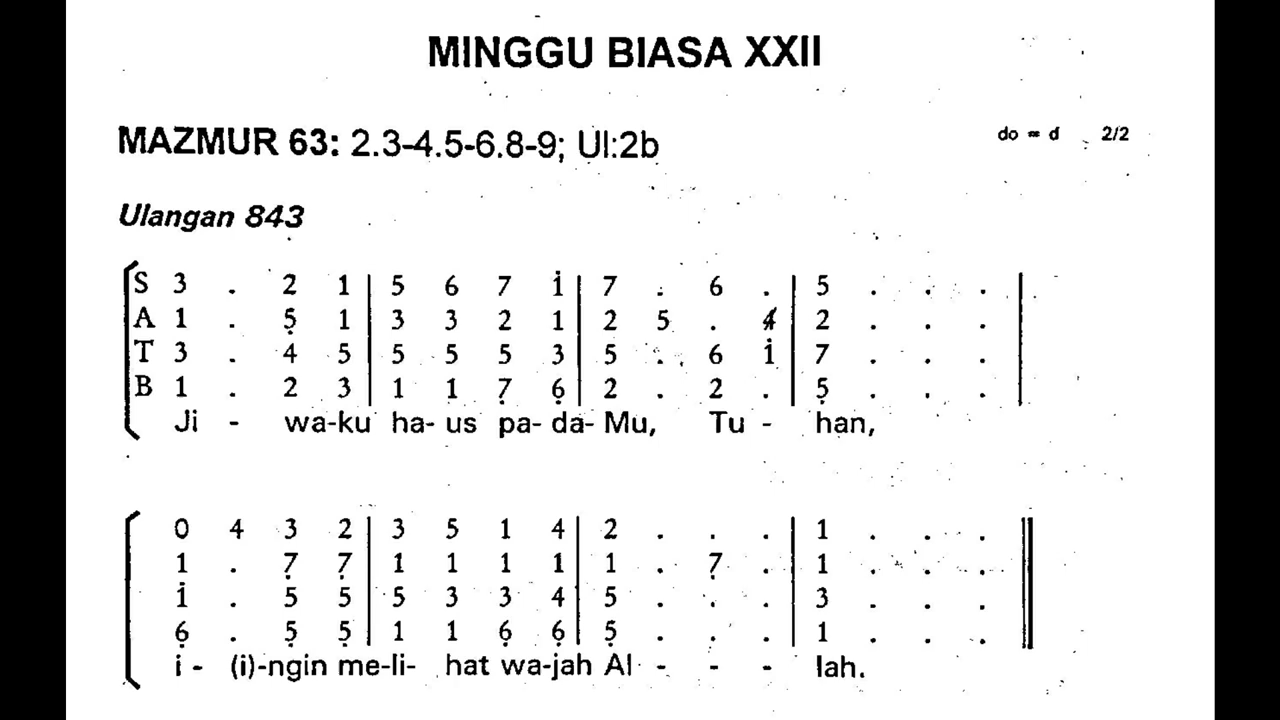 MINGGU BIASA XXII
MAZMUR 63: 2.3-4.5-6.8-9; Ul:2b
do = d 2/2
Ulangan 843
S 3 . 2 1 | 5 6 7 i | 7 . 6 . | 5 . . . |
A 1 . 5̣ 1 | 3 3 2 1 | 2 5 . 4 | 2 . . . |
T 3 . 4 5 | 5 5 5 3 | 5 . 6 i | 7 . . . |
B 1 . 2 3 | 1 1 7̣ 6̣ | 2 . 2 . | 5̣ . . . |
Ji - wa-ku ha- us pa- da- Mu, Tu - han,
0 4 3 2 | 3 5 1 4 | 2 . . . | 1 . . . ||
1 . 7̣ 7̣ | 1 1 1 1 | 1 . 7̣ . | 1 . . . ||
i . 5 5 | 5 3 3 4 | 5 . . . | 3 . . . ||
6̣ . 5̣ 5̣ | 1 1 6̣ 6̣ | 5̣ . . . | 1 . . . ||
i - (i)-ngin me-li- hat wa-jah Al - - - lah.